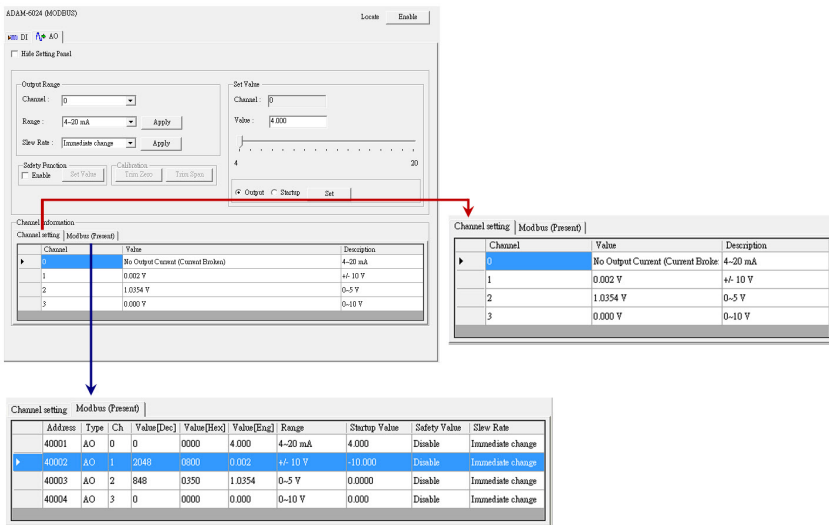 ADAM-6024 (MODBUS)
Locate Enable
DI AO
Hide Setting Panel
Output Range
Channel : 0
Range : 4~20 mA Apply
Slew Rate : Immediate change Apply
Safety Function
Enable Set Value
Calibration
Trim Zero Trim Span
Set Value
Channel : 0
Value : 4.000
4 20
Output Startup Set
Channel Information
Channel setting Modbus (Present)
Channel Value Description
0 No Output Current (Current Broken) 4~20 mA
1 0.002 V +/- 10 V
2 1.0354 V 0~5 V
3 0.000 V 0~10 V
Channel setting Modbus (Present)
Channel Value Description
0 No Output Current (Current Broke: 4~20 mA
1 0.002 V +/- 10 V
2 1.0354 V 0~5 V
3 0.000 V 0~10 V
Channel setting Modbus (Present)
Address Type Ch Value[Dec] Value[Hex] Value[Eng] Range Startup Value Safety Value Slew Rate
40001 AO 0 0 0000 4.000 4~20 mA 4.000 Disable Immediate change
40002 AO 1 2048 0800 0.002 +/- 10 V -10.000 Disable Immediate change
40003 AO 2 848 0350 1.0354 0~5 V 0.0000 Disable Immediate change
40004 AO 3 0 0000 0.000 0~10 V 0.000 Disable Immediate change